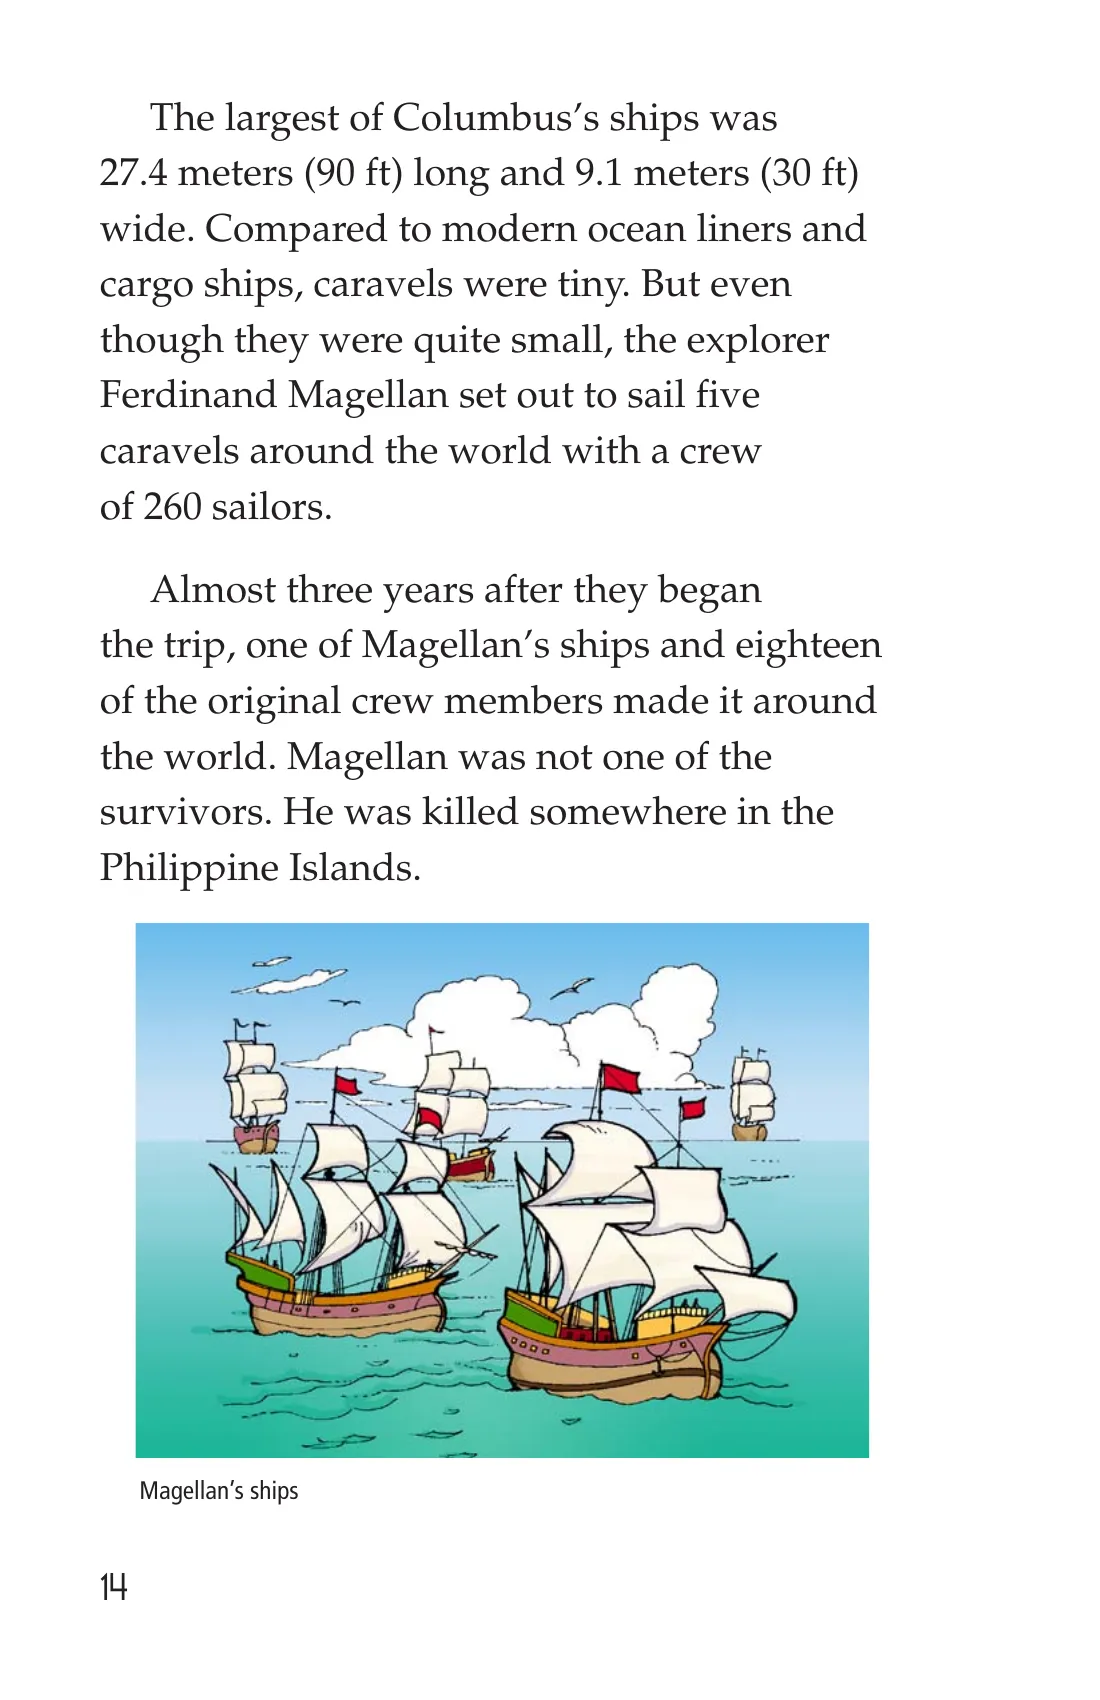 The largest of Columbus’s ships was
27.4 meters (90 ft) long and 9.1 meters (30 ft)
wide. Compared to modern ocean liners and
cargo ships, caravels were tiny. But even
though they were quite small, the explorer
Ferdinand Magellan set out to sail five
caravels around the world with a crew
of 260 sailors.
Almost three years after they began
the trip, one of Magellan’s ships and eighteen
of the original crew members made it around
the world. Magellan was not one of the
survivors. He was killed somewhere in the
Philippine Islands.
Magellan’s ships
14